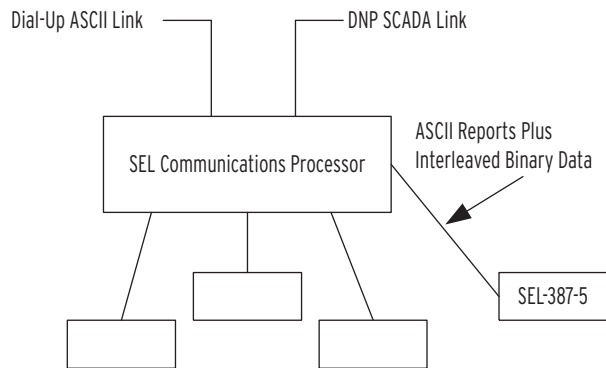 Dial-Up ASCII Link
DNP SCADA Link
SEL Communications Processor
ASCII Reports Plus
Interleaved Binary Data
SEL-387-5